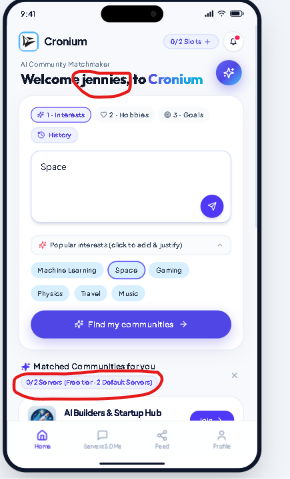 9:41
Cronium
0/2 Slots +
AI Community Matchmaker
Welcome jennies, to Cronium
1 - Interests
2 - Hobbies
3 - Goals
History
Space
Popular interests (click to add & justify)
Machine Learning
Space
Gaming
Physics
Travel
Music
Find my communities →
Matched Communities for you
0/2 Servers (Free tier · 2 Default Servers)
AI Builders & Startup Hub
Join →
Home
Servers & DMs
Feed
Profile